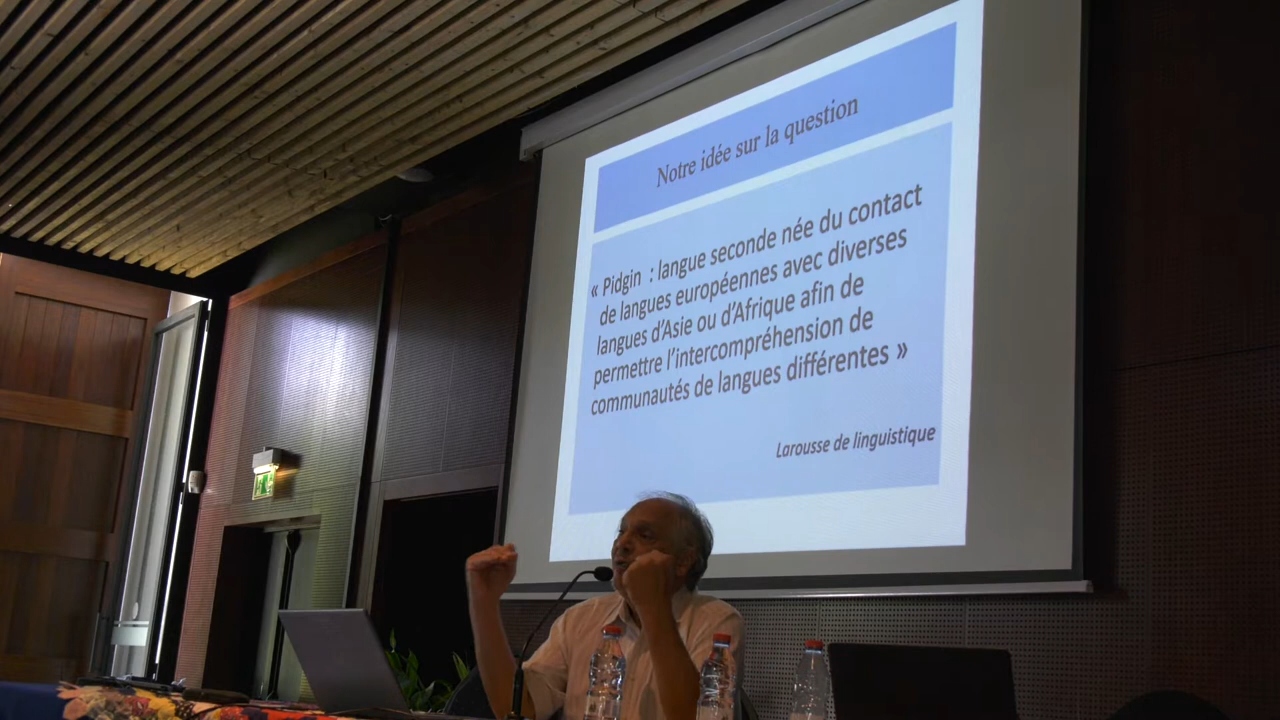 Notre idée sur la question
« Pidgin : langue seconde née du contact
de langues européennes avec diverses
langues d'Asie ou d'Afrique afin de
permettre l'intercompréhension de
communautés de langues différentes »
Larousse de linguistique